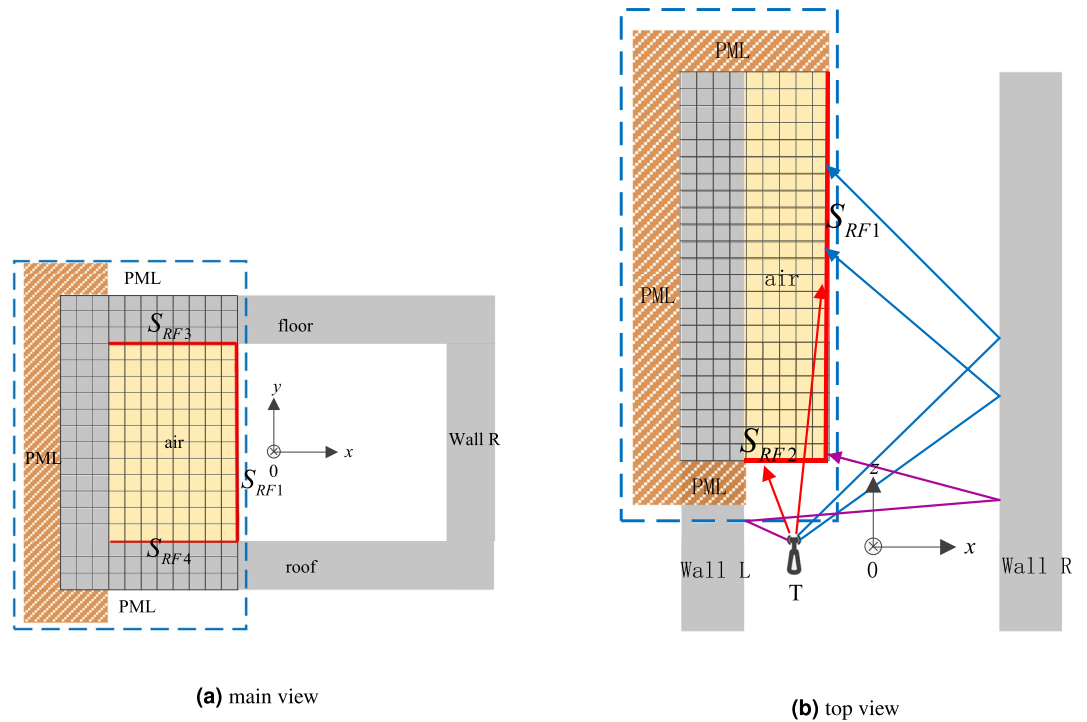 PML
S_RF3
floor
y
air
x
0
PML
Wall R
S_RF1
S_RF4
roof
PML
(a) main view
PML
S_RF1
air
PML
S_RF2
z
PML
x
Wall L
0
Wall R
T
(b) top view